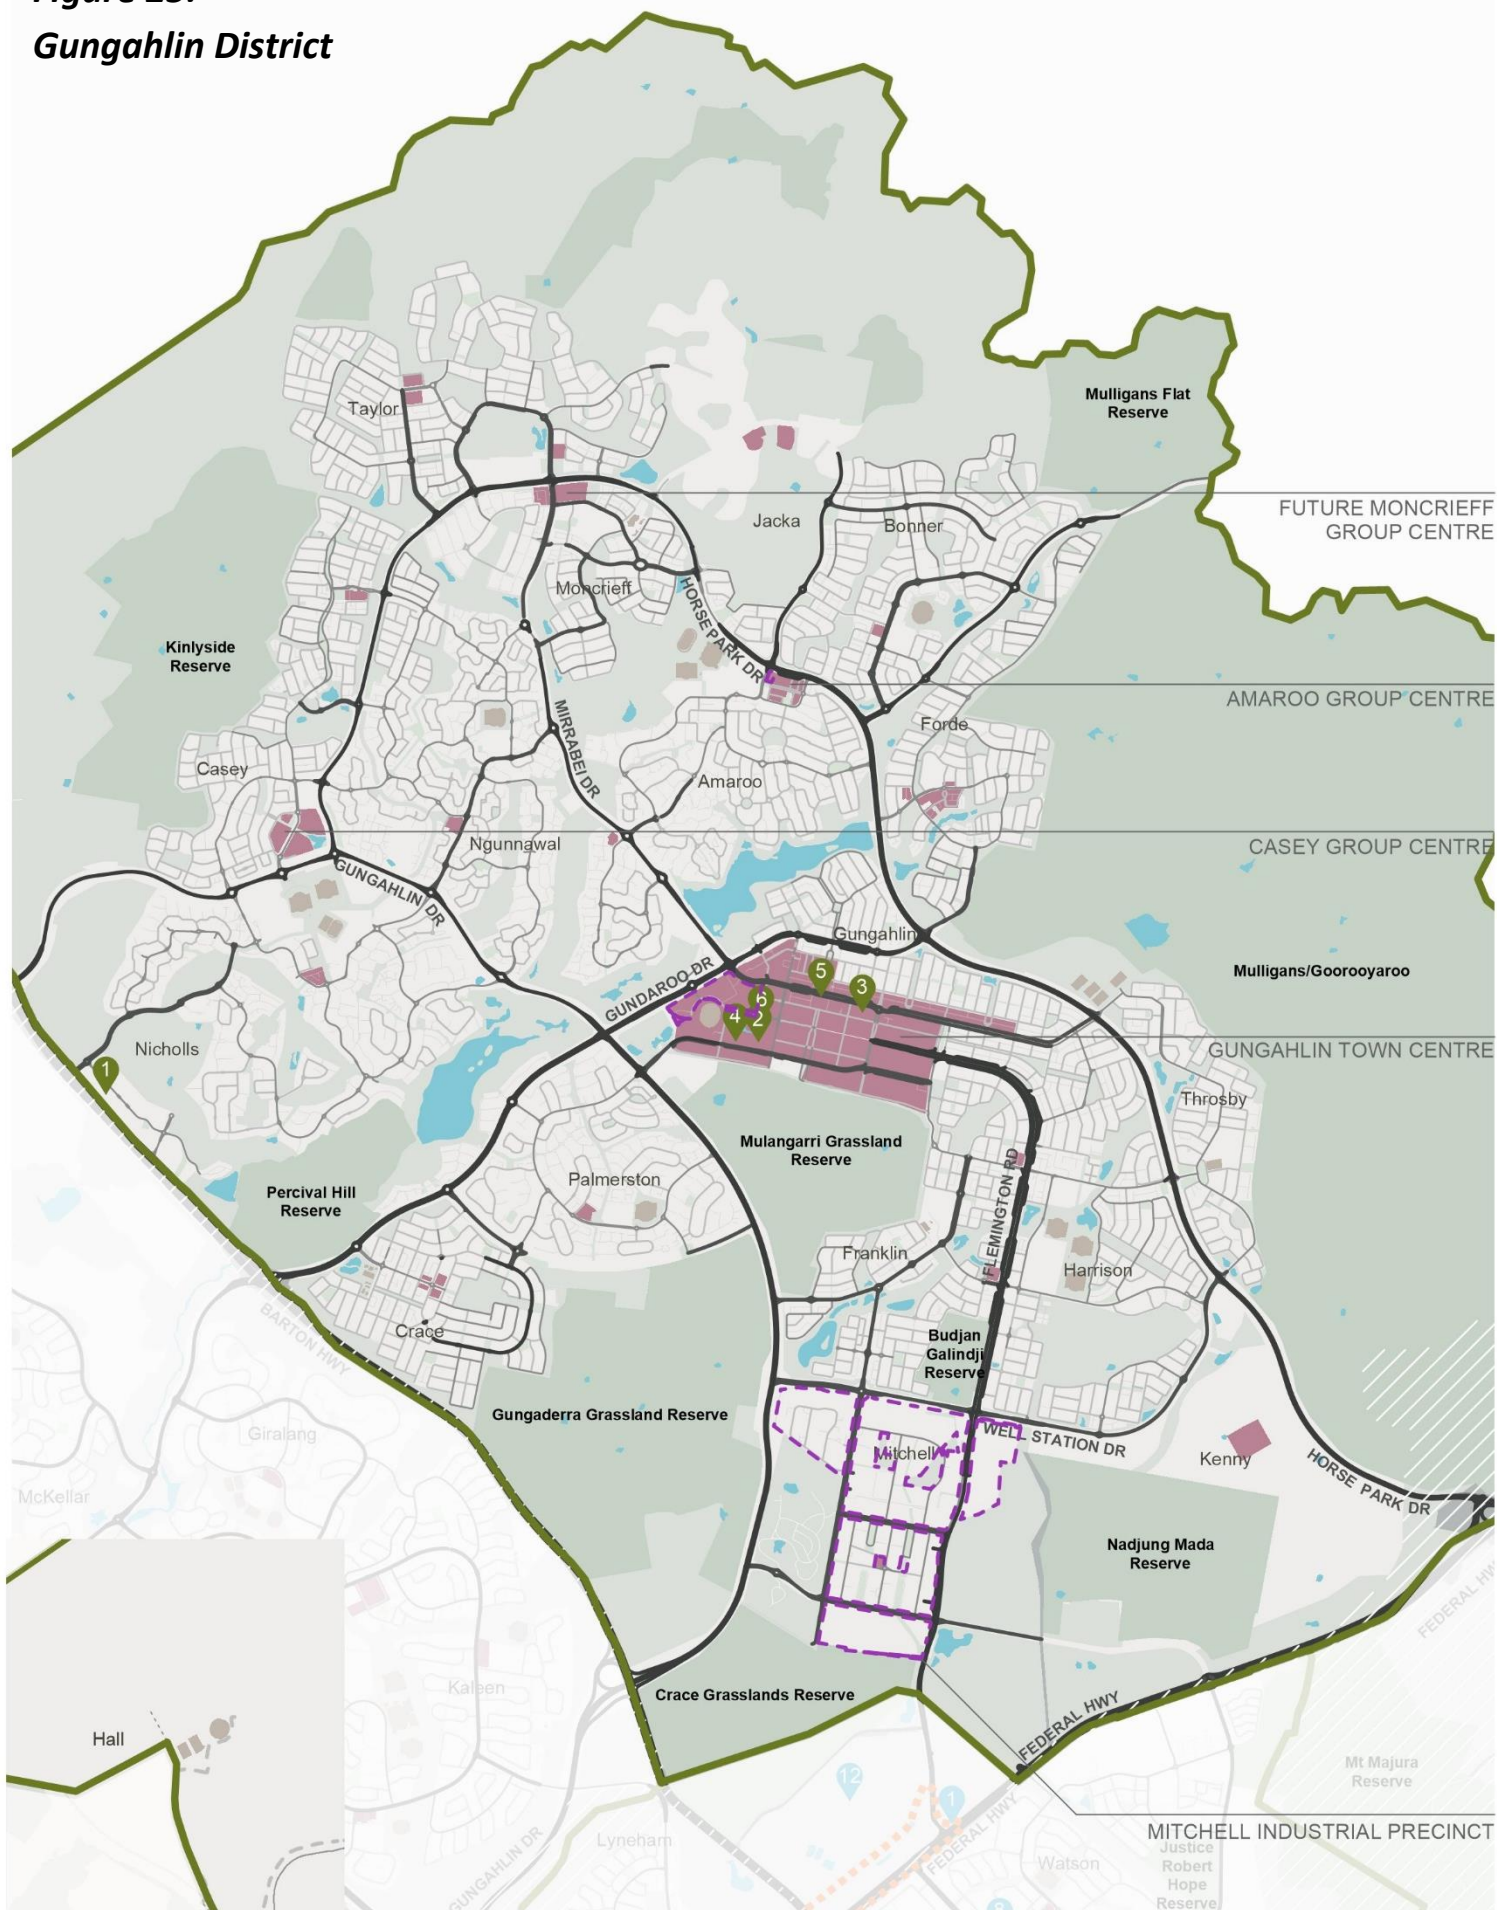 Gungahlin District
Mulligans Flat
Reserve
Taylor
FUTURE MONCRIEFF
GROUP CENTRE
Jacka
Bonner
Moncrieff
HORSE PARK DR
Kinlyside
Reserve
AMAROO GROUP CENTRE
Forde
MIRRABEI DR
Casey
Amaroo
Ngunnawal
CASEY GROUP CENTRE
GUNGAHLIN DR
Gungahlin
GUNDAROO DR
5
3
6
4
2
Mulligans/Goorooyaroo
GUNGAHLIN TOWN CENTRE
Nicholls
1
Throsby
Mulangarri Grassland
Reserve
Percival Hill
Reserve
Palmerston
FLEMINGTON RD
Franklin
Harrison
BARTON HWY
Crace
Budjan
Galindji
Reserve
Gungaderra Grassland Reserve
Giralang
Mitchell
WELL STATION DR
Kenny
HORSE PARK DR
McKellar
Nadjung Mada
Reserve
FEDERAL HWY
Kaleen
Crace Grasslands Reserve
FEDERAL HWY
Hall
12
1
Mt Majura
Reserve
MITCHELL INDUSTRIAL PRECINCT
Lyneham
GUNGAHLIN DR
FEDERAL HWY
Watson
Justice
Robert
Hope
Reserve